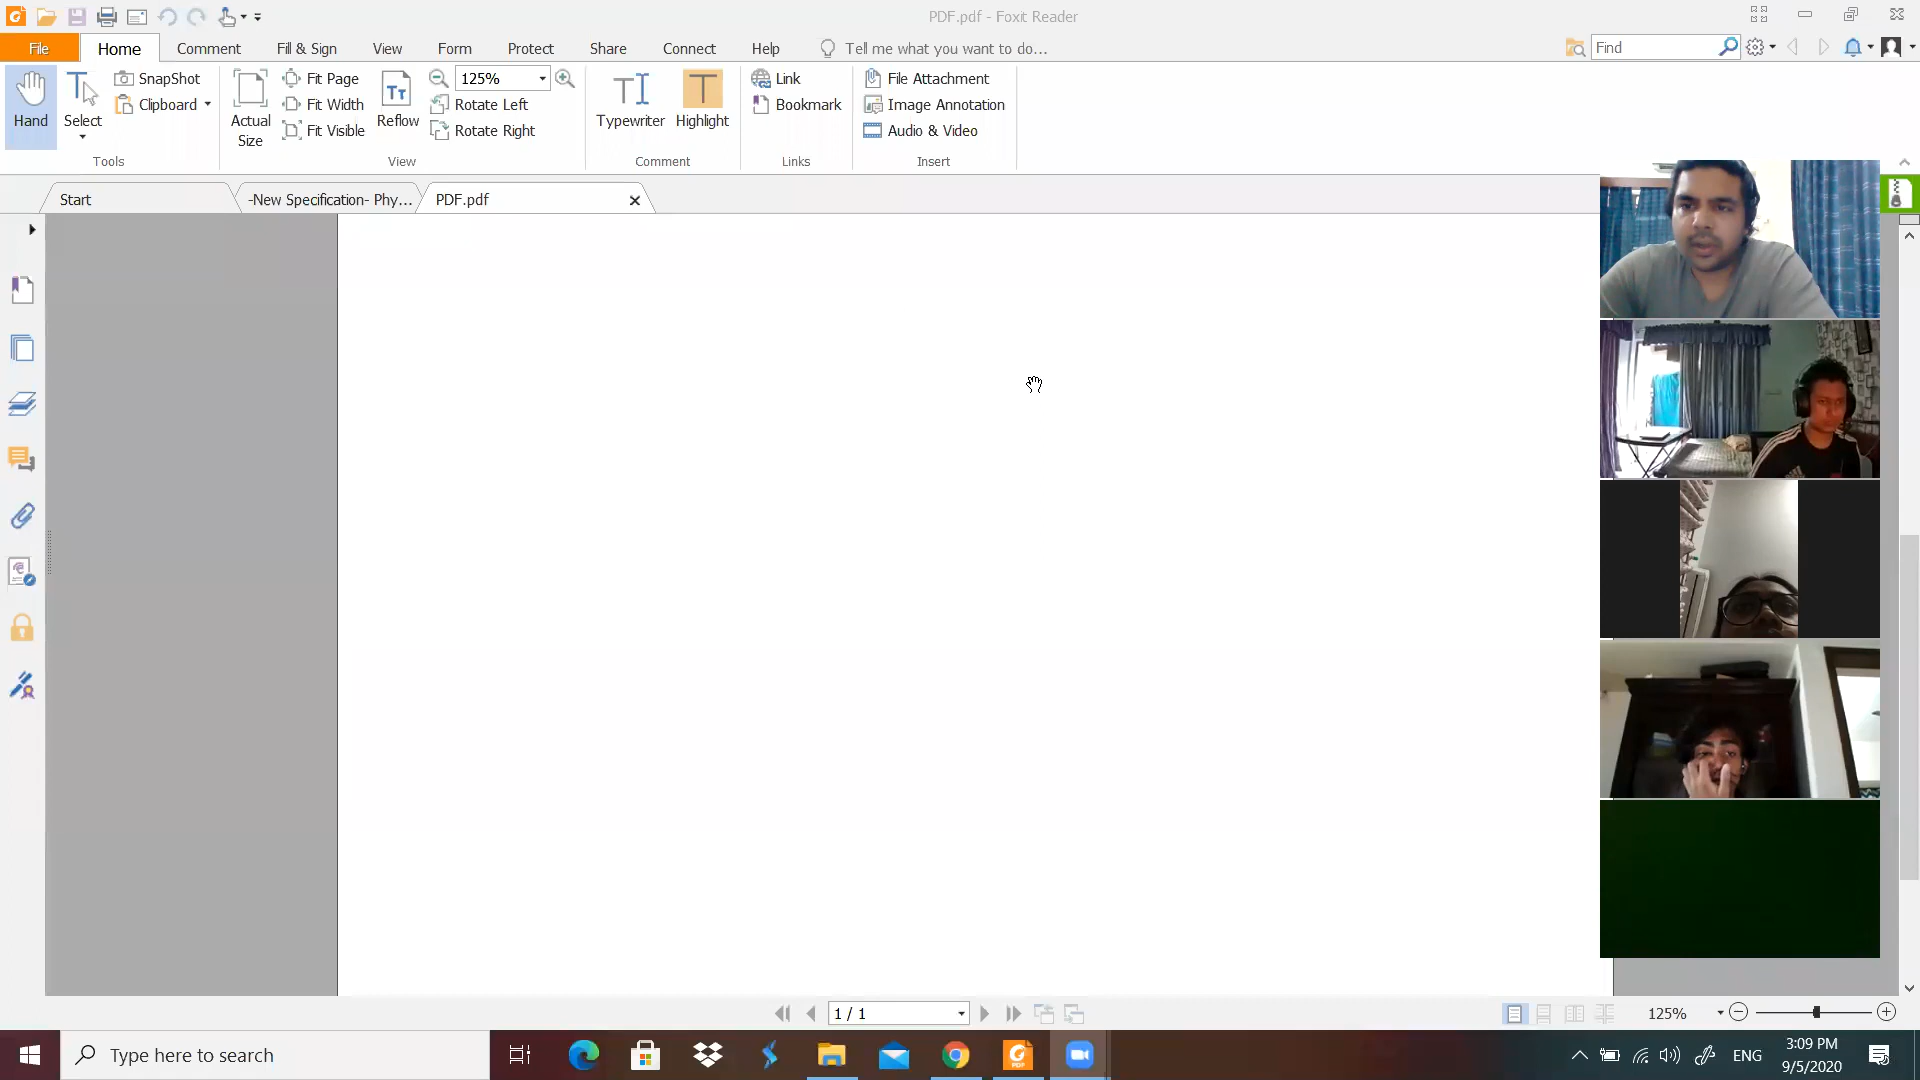 PDF.pdf - Foxit Reader
File Home Comment Fill & Sign View Form Protect Share Connect Help Tell me what you want to do... Find
Hand
Select
SnapShot
Clipboard
Tools
Actual Size
Fit Page
Fit Width
Fit Visible
Reflow
125%
Rotate Left
Rotate Right
View
Typewriter
Highlight
Comment
Link
Bookmark
Links
File Attachment
Image Annotation
Audio & Video
Insert
Start
-New Specification- Phy...
PDF.pdf
1 / 1
125%
Type here to search
ENG
3:09 PM
9/5/2020